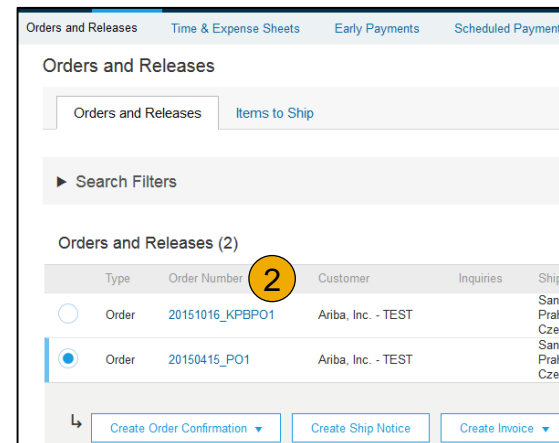 Orders and Releases Time & Expense Sheets Early Payments Scheduled Payment
Orders and Releases
Orders and Releases Items to Ship
► Search Filters
Orders and Releases (2)
Type Order Number 2 Customer Inquiries Ship
Order 20151016_KPBPO1 Ariba, Inc. - TEST San
Prah
Cze
Order 20150415_PO1 Ariba, Inc. - TEST San
Prah
Cze
↳ Create Order Confirmation ▼ Create Ship Notice Create Invoice ▼